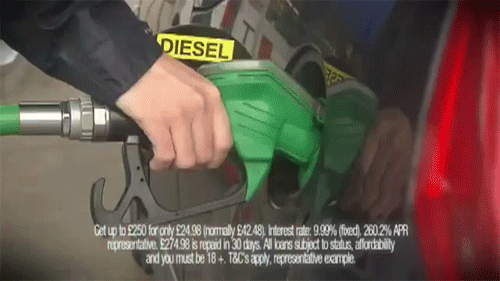 DIESEL
Get up to £250 for only £24.98 (normally £42.48). Interest rate: 9.99% (fixed). 260.2% APR
representative. £274.98 is repaid in 30 days. All loans subject to status, affordability
and you must be 18 +. T&C's apply, representative example.